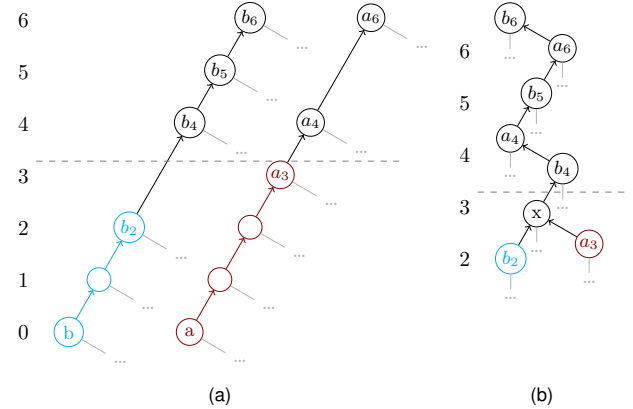 6 b₆ ... a₆ ...
5 b₅ ...
4 b₄ ... a₄ ...
3 a₃ ...
2 b₂ ... ...
1 ... ...
0 b ... a ...
(a)
b₆
6 ... a₆
...
5 b₅
a₄ ...
4 ... b₄
3 x ...
... a₃
2 b₂
... ...
(b)